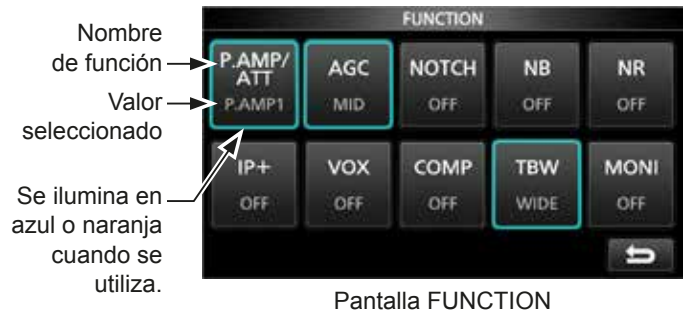 Nombre
de función
Valor
seleccionado
Se ilumina en
azul o naranja
cuando se
utiliza.
FUNCTION
P.AMP/
ATT
P.AMP1
AGC
MID
NOTCH
OFF
NB
OFF
NR
OFF
IP+
OFF
VOX
OFF
COMP
OFF
TBW
WIDE
MONI
OFF
Pantalla FUNCTION